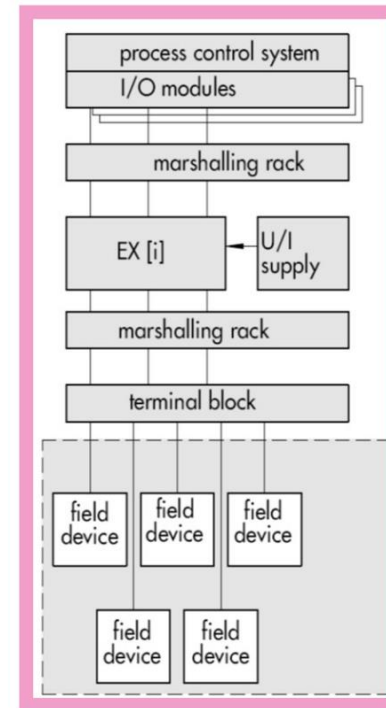 process control system
I/O modules
marshalling rack
EX [i]
U/I
supply
marshalling rack
terminal block
field
device
field
device
field
device
field
device
field
device